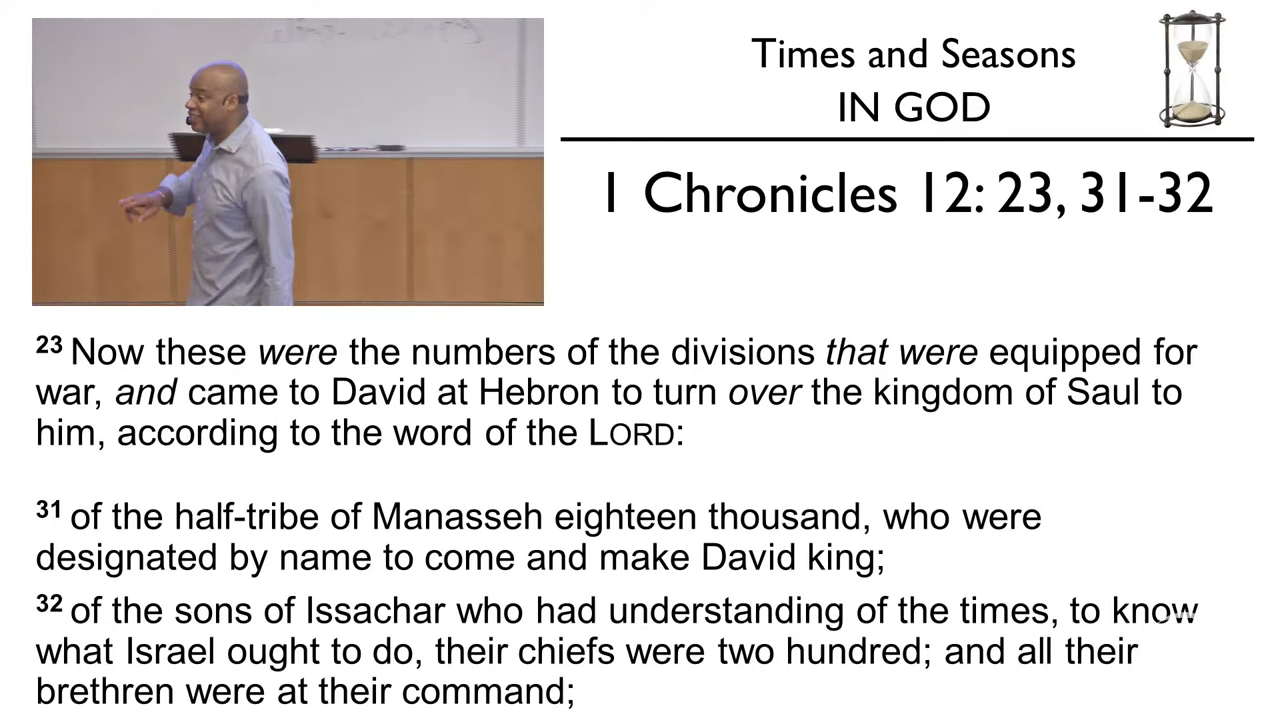 Times and Seasons
IN GOD
1 Chronicles 12: 23, 31-32
23 Now these were the numbers of the divisions that were equipped for
war, and came to David at Hebron to turn over the kingdom of Saul to
him, according to the word of the LORD:
31 of the half-tribe of Manasseh eighteen thousand, who were
designated by name to come and make David king;
32 of the sons of Issachar who had understanding of the times, to know
what Israel ought to do, their chiefs were two hundred; and all their
brethren were at their command;